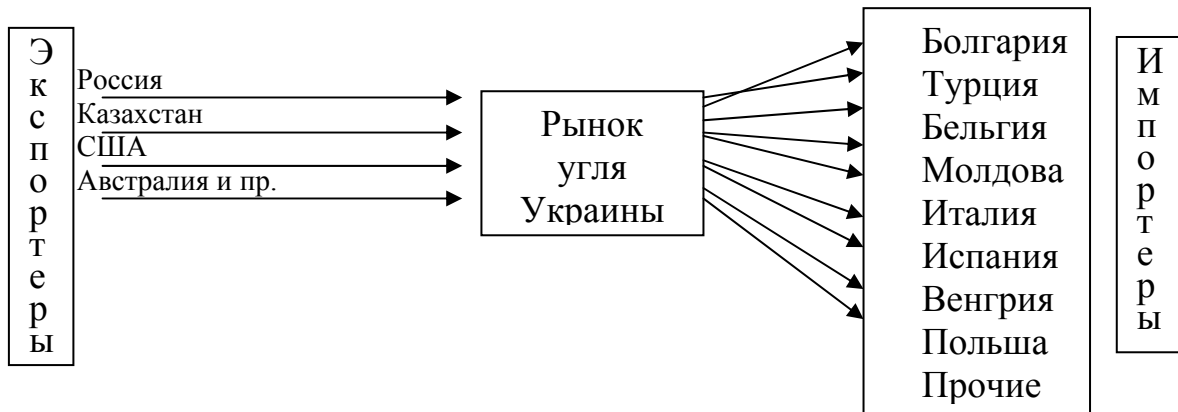 Экспортеры
Россия
Казахстан
США
Австралия и пр.
Рынок
угля
Украины
Болгария
Турция
Бельгия
Молдова
Италия
Испания
Венгрия
Польша
Прочие
Импортеры